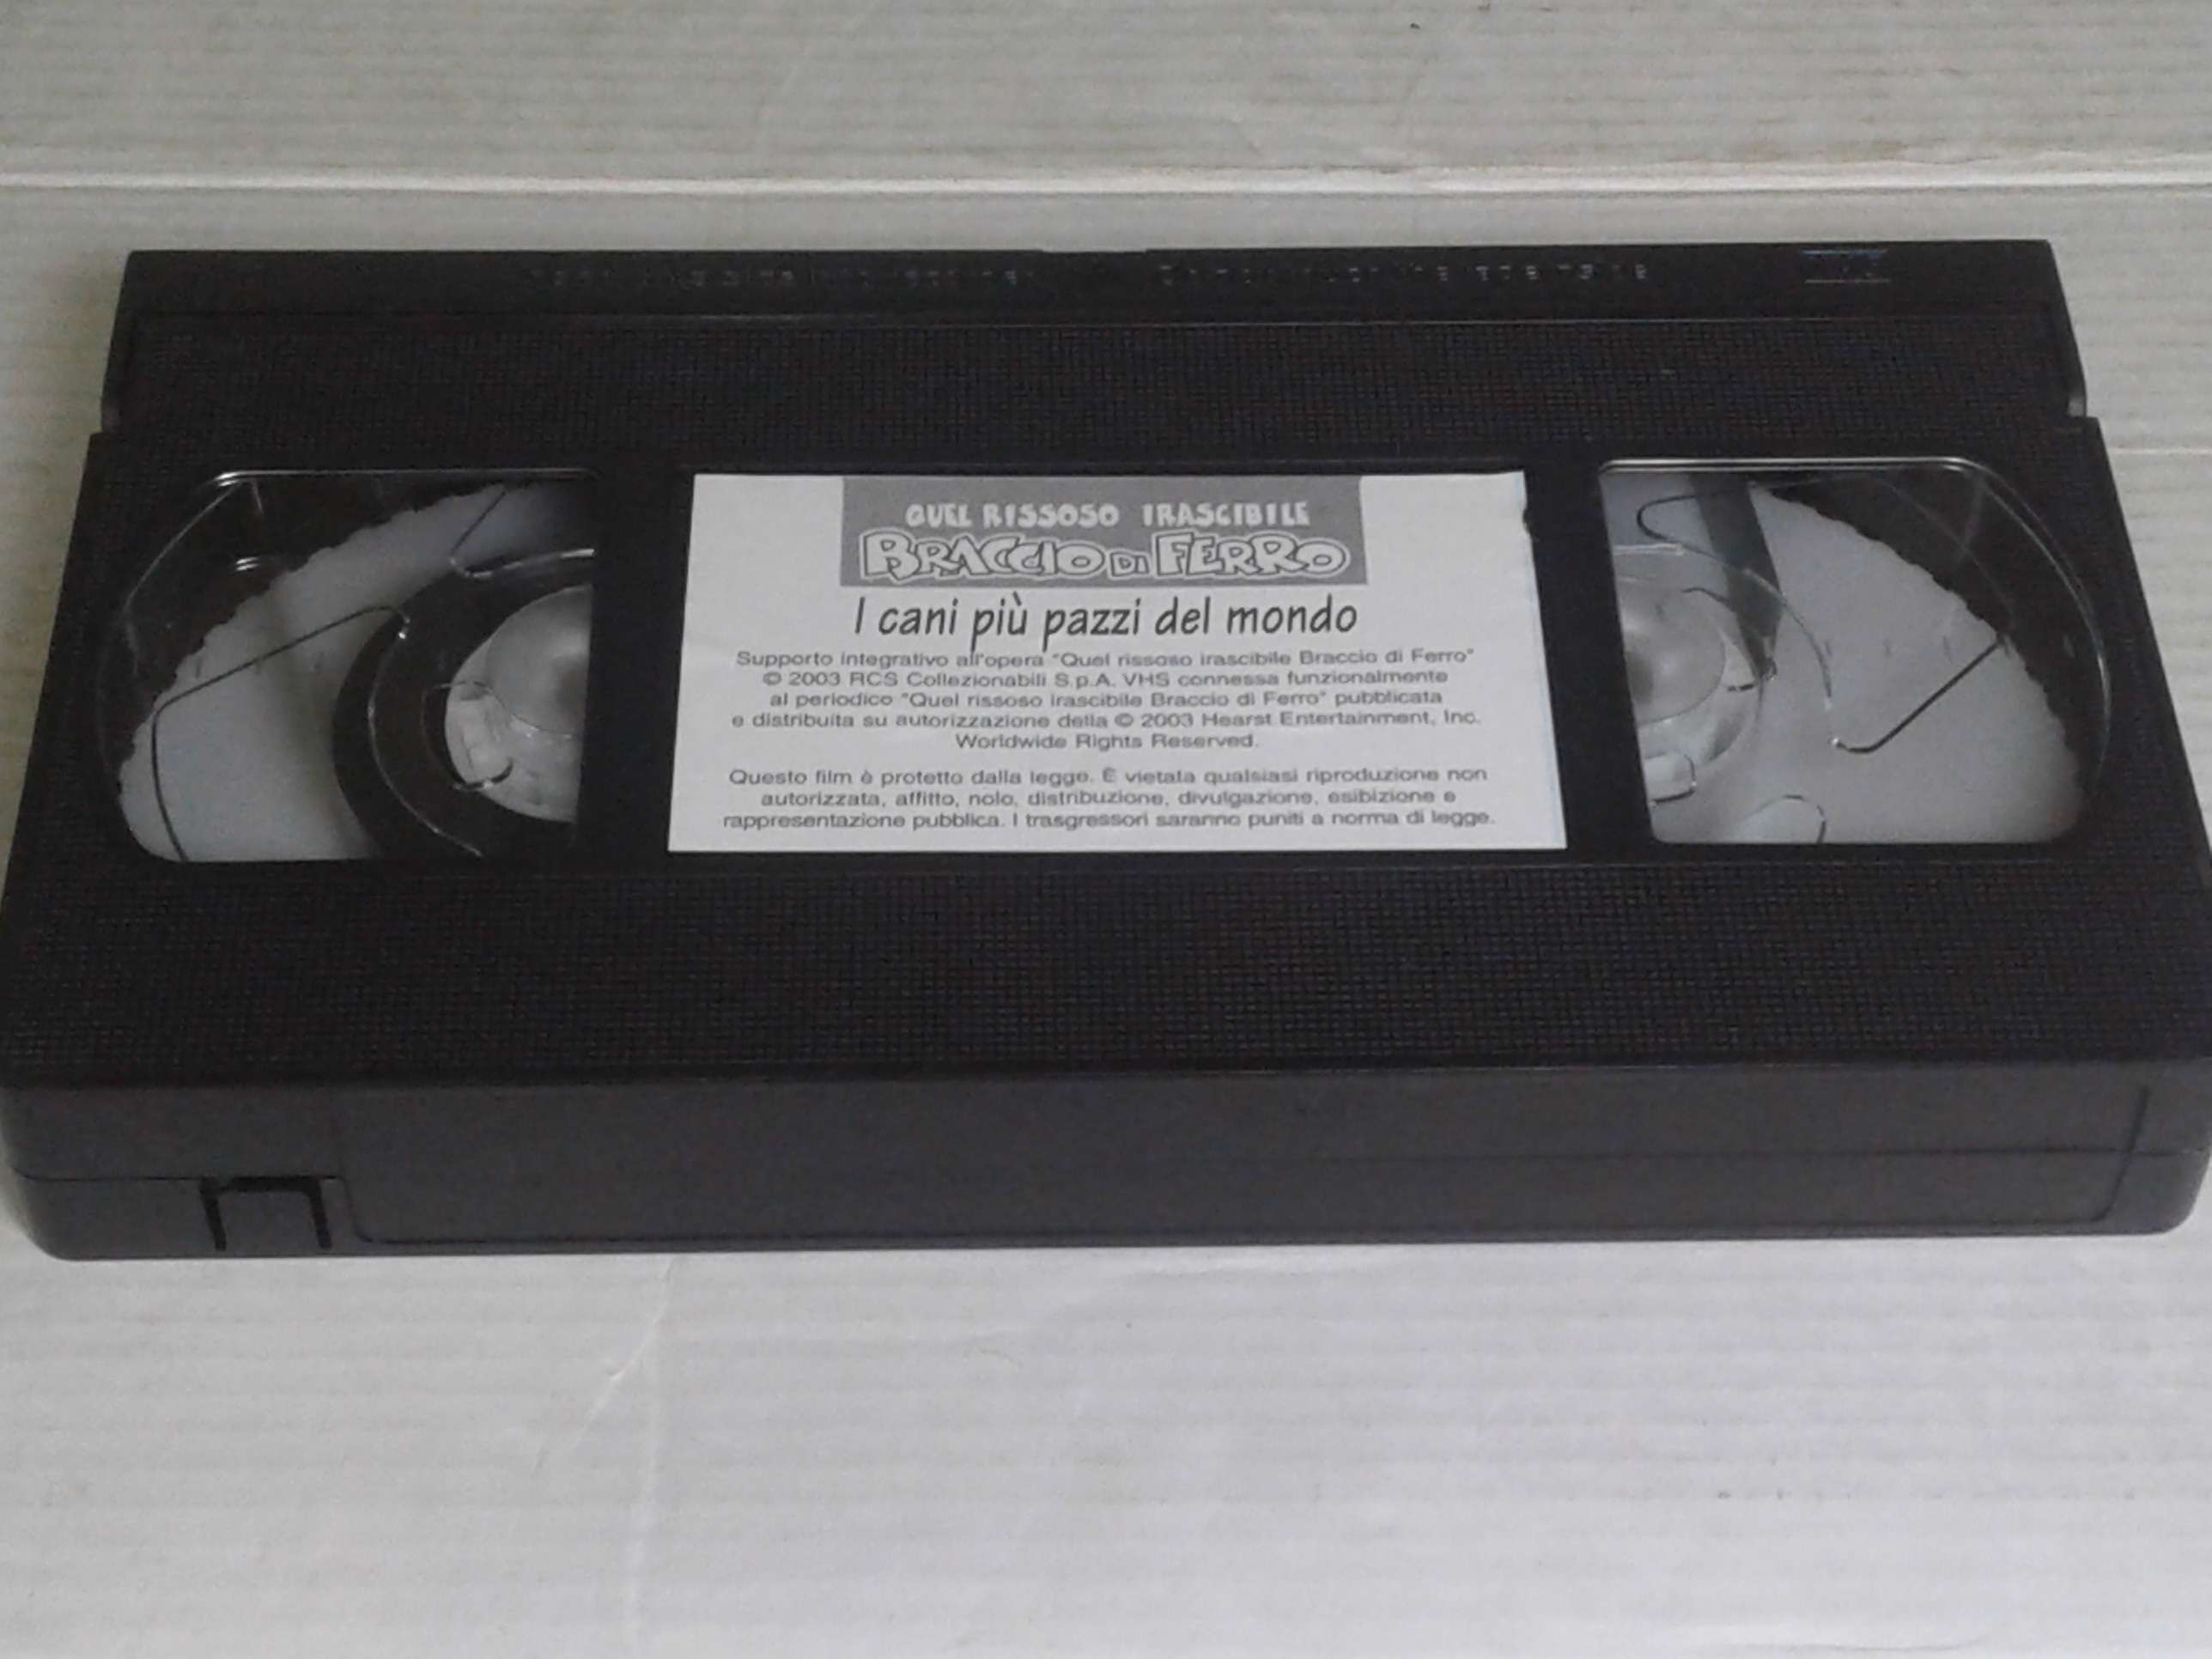 QUEL RISSOSO IRASCIBILE
BRACCIO DI FERRO
I cani più pazzi del mondo
Supporto integrativo all'opera "Quel rissoso irascibile Braccio di Ferro"
© 2003 RCS Collezionabili S.p.A. VHS connessa funzionalmente
al periodico "Quel rissoso irascibile Braccio di Ferro" pubblicata
e distribuita su autorizzazione della © 2003 Hearst Entertainment, Inc.
Worldwide Rights Reserved.
Questo film è protetto dalla legge. È vietata qualsiasi riproduzione non
autorizzata, affitto, nolo, distribuzione, divulgazione, esibizione e
rappresentazione pubblica. I trasgressori saranno puniti a norma di legge.